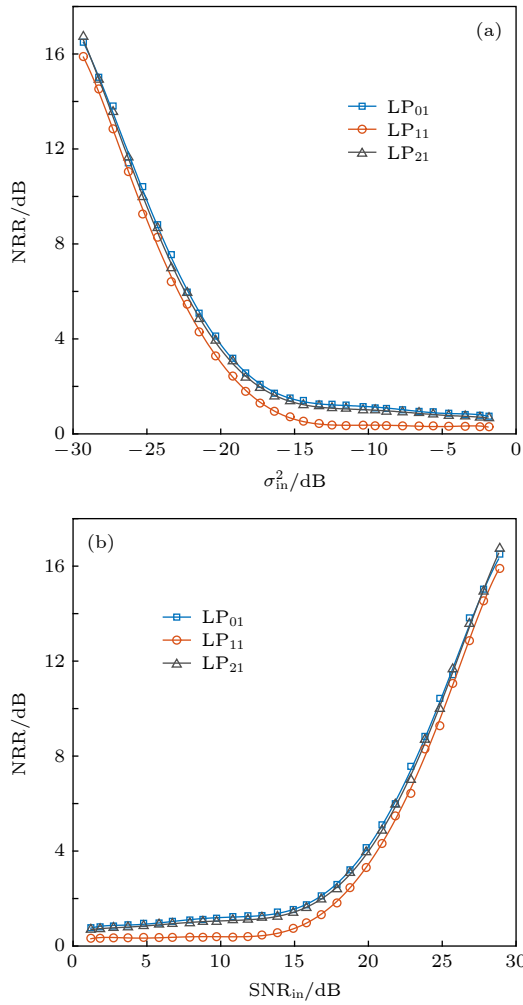 (a)
LP₀₁
LP₁₁
LP₂₁
NRR/dB
16
12
8
4
0
−30 −25 −20 −15 −10 −5 0
σ²ᵢₙ/dB
(b)
LP₀₁
LP₁₁
LP₂₁
NRR/dB
16
12
8
4
0
0 5 10 15 20 25 30
SNRᵢₙ/dB